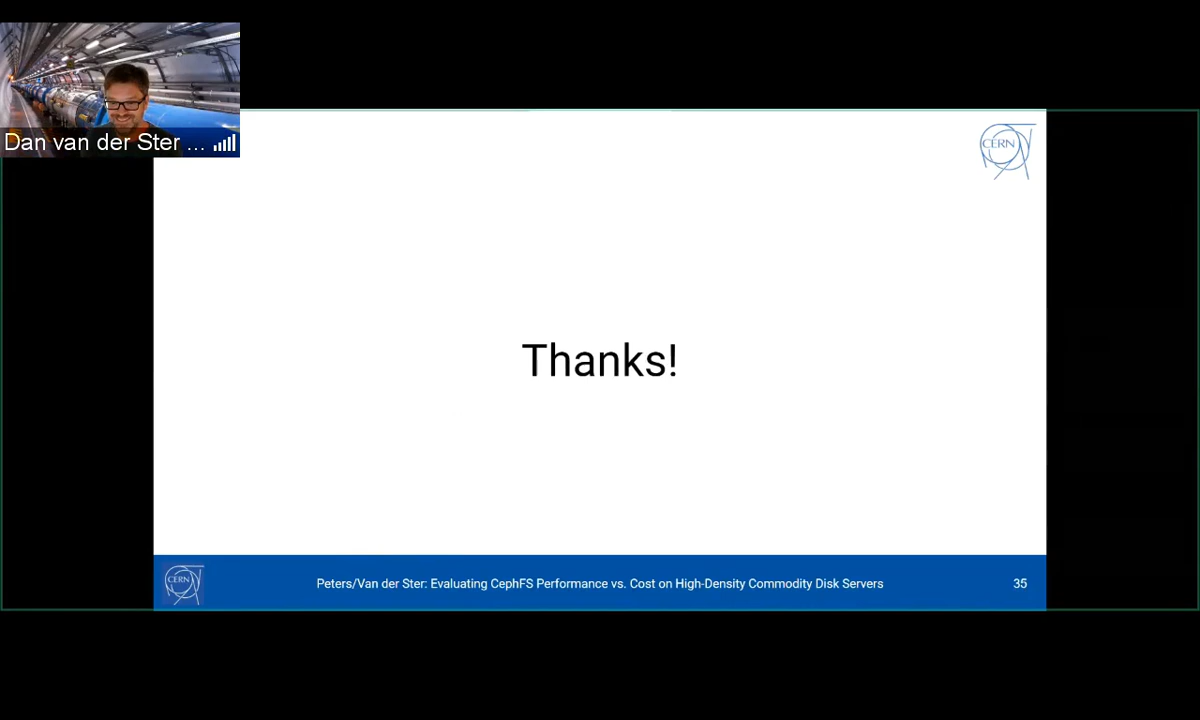 Dan van der Ster ...
CERN
Thanks!
CERN
Peters/Van der Ster: Evaluating CephFS Performance vs. Cost on High-Density Commodity Disk Servers
35